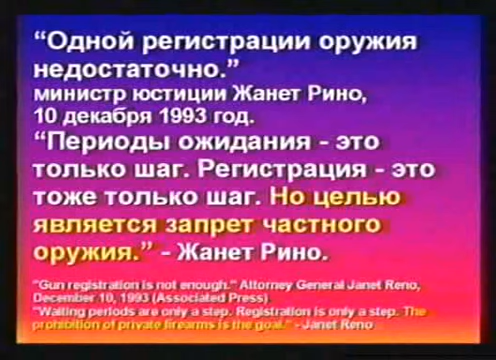 “Одной регистрации оружия
недостаточно.”
министр юстиции Жанет Рино,
10 декабря 1993 год.
“Периоды ожидания - это
только шаг. Регистрация - это
тоже только шаг. Но целью
является запрет частного
оружия.” - Жанет Рино.
"Gun registration is not enough." Attorney General Janet Reno,
December 10, 1993 (Associated Press)
"Waiting periods are only a step. Registration is only a step. The
prohibition of private firearms is the goal." - Janet Reno